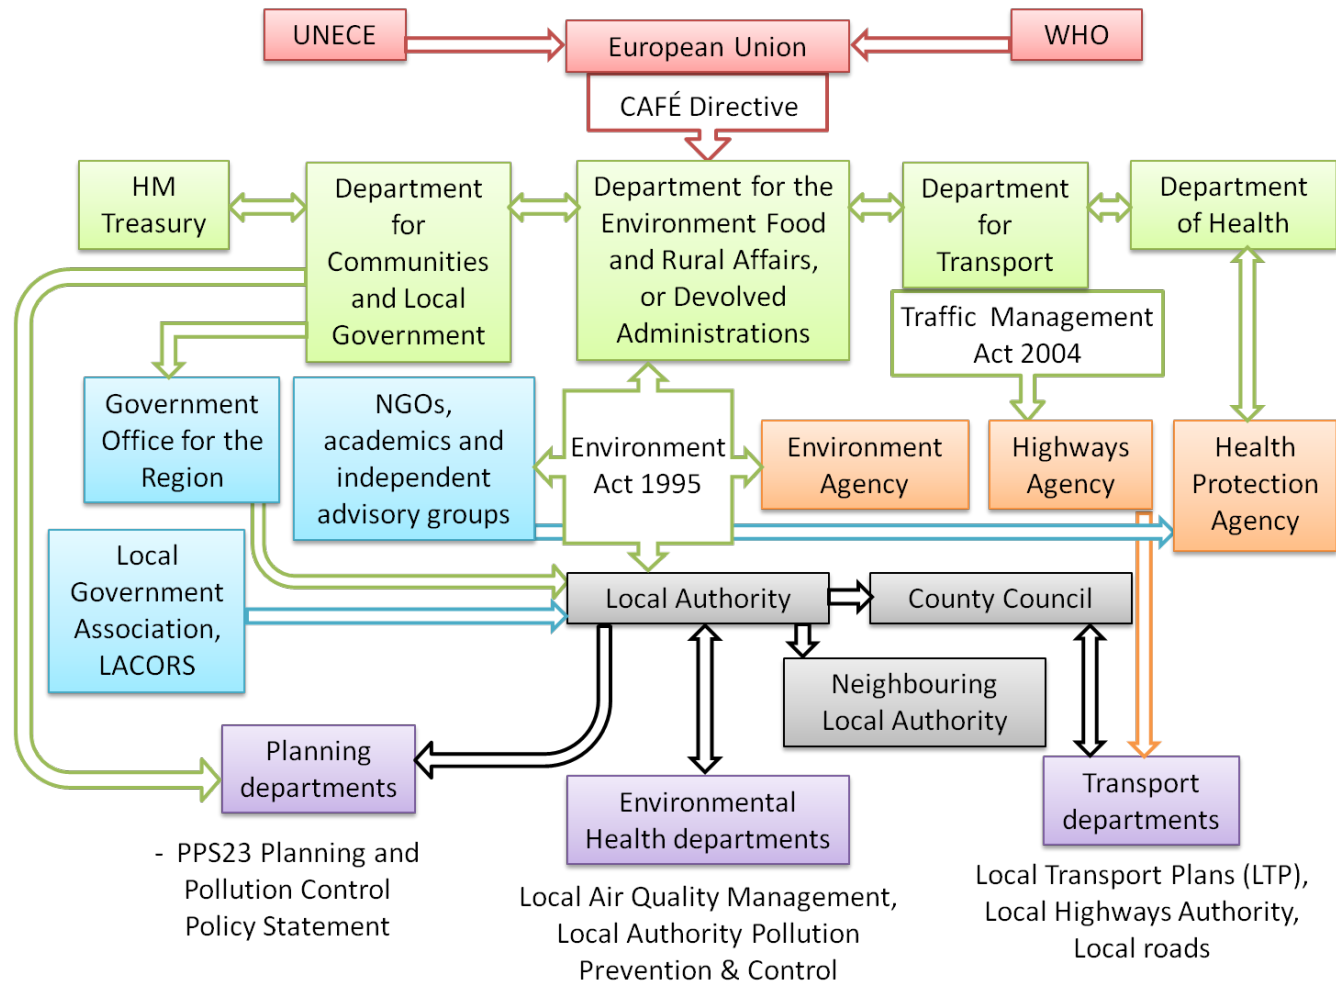 UNECE
European Union
WHO
CAFÉ Directive
HM
Treasury
Department
for
Communities
and Local
Government
Department for the
Environment Food
and Rural Affairs,
or Devolved
Administrations
Department
for
Transport
Department
of Health
Traffic Management
Act 2004
Government
Office for the
Region
NGOs,
academics and
independent
advisory groups
Environment
Act 1995
Environment
Agency
Highways
Agency
Health
Protection
Agency
Local
Government
Association,
LACORS
Local Authority
County Council
Neighbouring
Local Authority
Planning
departments
Environmental
Health departments
Transport
departments
- PPS23 Planning and
Pollution Control
Policy Statement
Local Air Quality Management,
Local Authority Pollution
Prevention & Control
Local Transport Plans (LTP),
Local Highways Authority,
Local roads